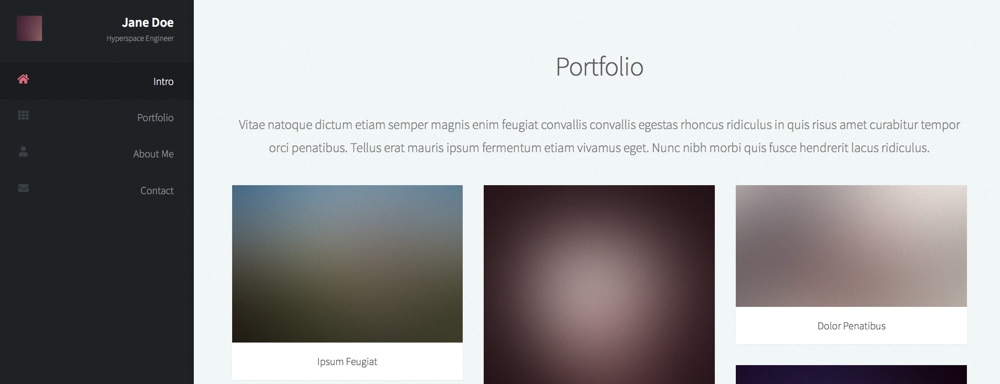 Jane Doe
Hyperspace Engineer
Intro
Portfolio
About Me
Contact
Portfolio
Vitae natoque dictum etiam semper magnis enim feugiat convallis convallis egestas rhoncus ridiculus in quis risus amet curabitur tempor
orci penatibus. Tellus erat mauris ipsum fermentum etiam vivamus eget. Nunc nibh morbi quis fusce hendrerit lacus ridiculus.
Ipsum Feugiat
Dolor Penatibus